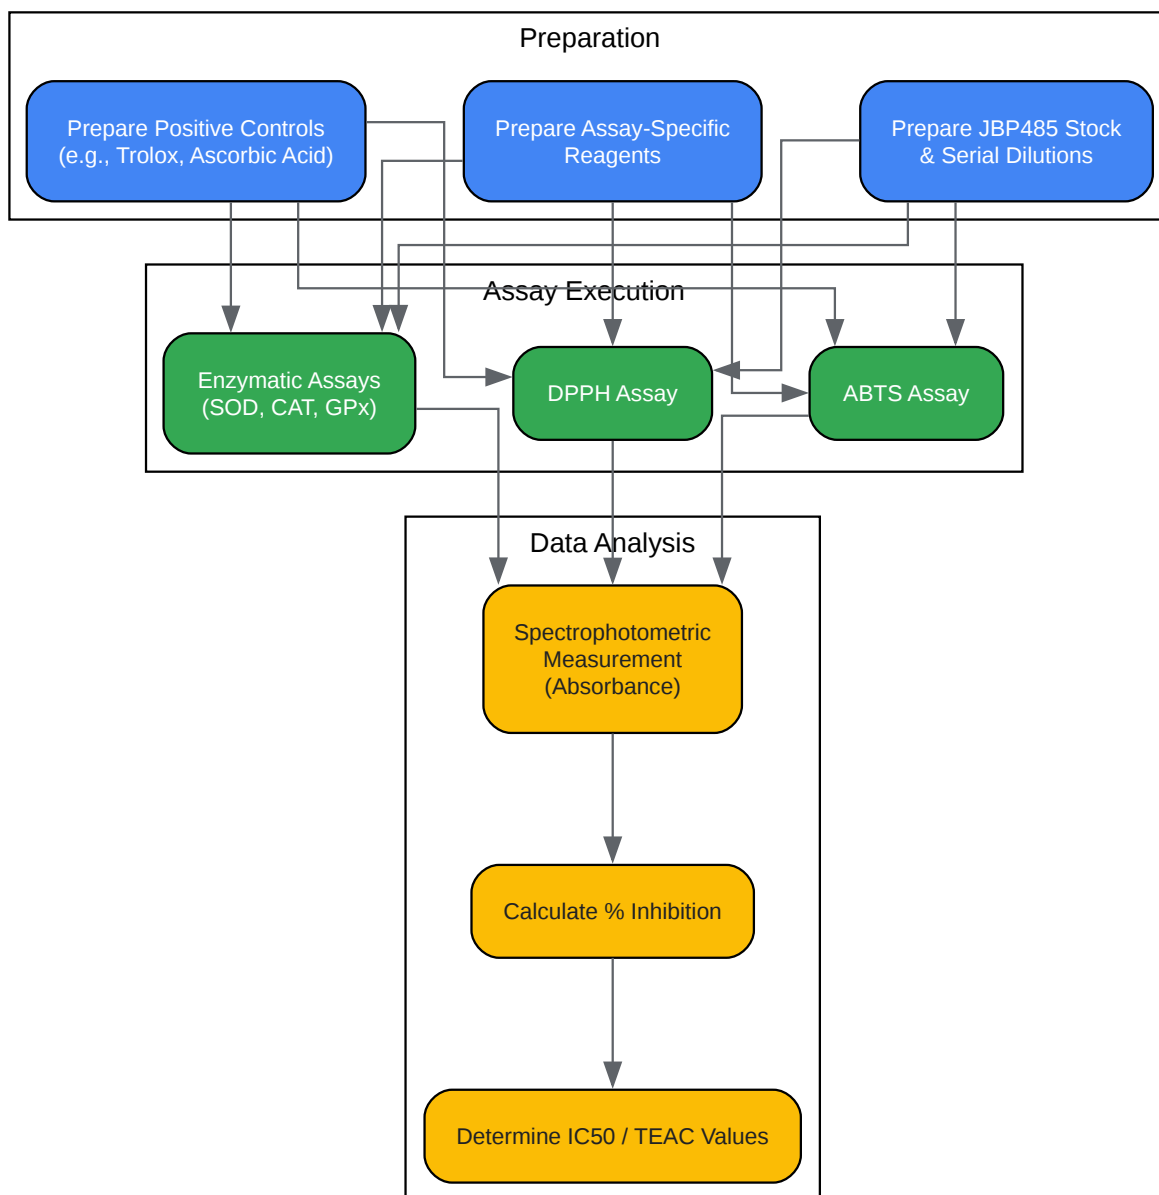 Preparation
Prepare Positive Controls
(e.g., Trolox, Ascorbic Acid)
Prepare Assay-Specific
Reagents
Prepare JBP485 Stock
& Serial Dilutions
Assay Execution
Enzymatic Assays
(SOD, CAT, GPx)
DPPH Assay
ABTS Assay
Data Analysis
Spectrophotometric
Measurement
(Absorbance)
Calculate % Inhibition
Determine IC50 / TEAC Values